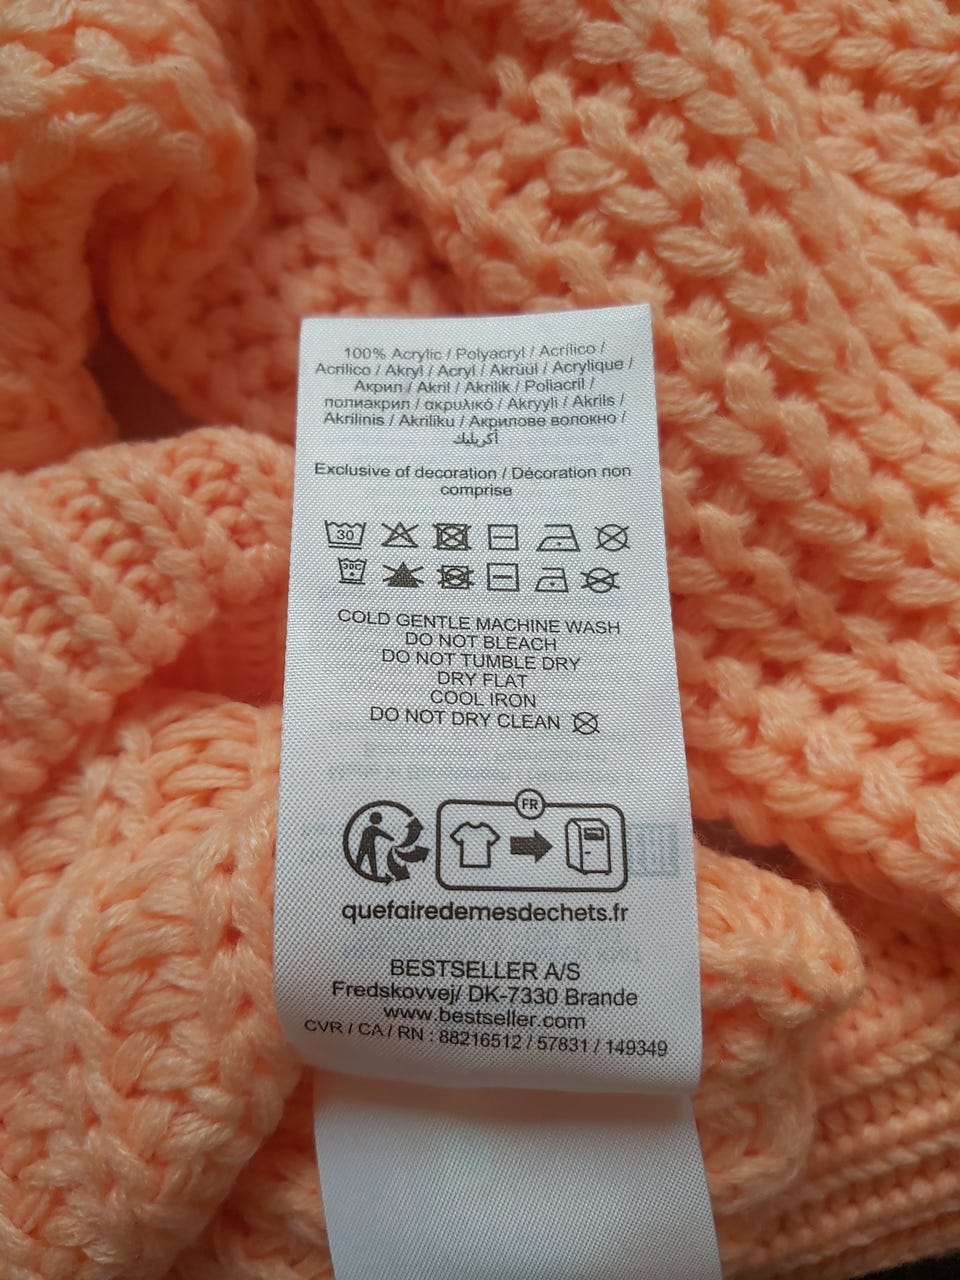 100% Acrylic / Polyacryl / Acrílico /
Acrilico / Akryl / Acryl / Akrüül / Acrylique /
Акрил / Akril / Akrilik / Poliacril /
полиакрил / ακρυλικό / Akryyli / Akrils /
Akrilinis / Akriliku / Акрилове волокно /
أكريليك
Exclusive of decoration / Décoration non
comprise
30
30C
COLD GENTLE MACHINE WASH
DO NOT BLEACH
DO NOT TUMBLE DRY
DRY FLAT
COOL IRON
DO NOT DRY CLEAN
FR
quefairedemesdechets.fr
BESTSELLER A/S
Fredskovvej/ DK-7330 Brande
www.bestseller.com
CVR / CA / RN : 88216512 / 57831 / 149349